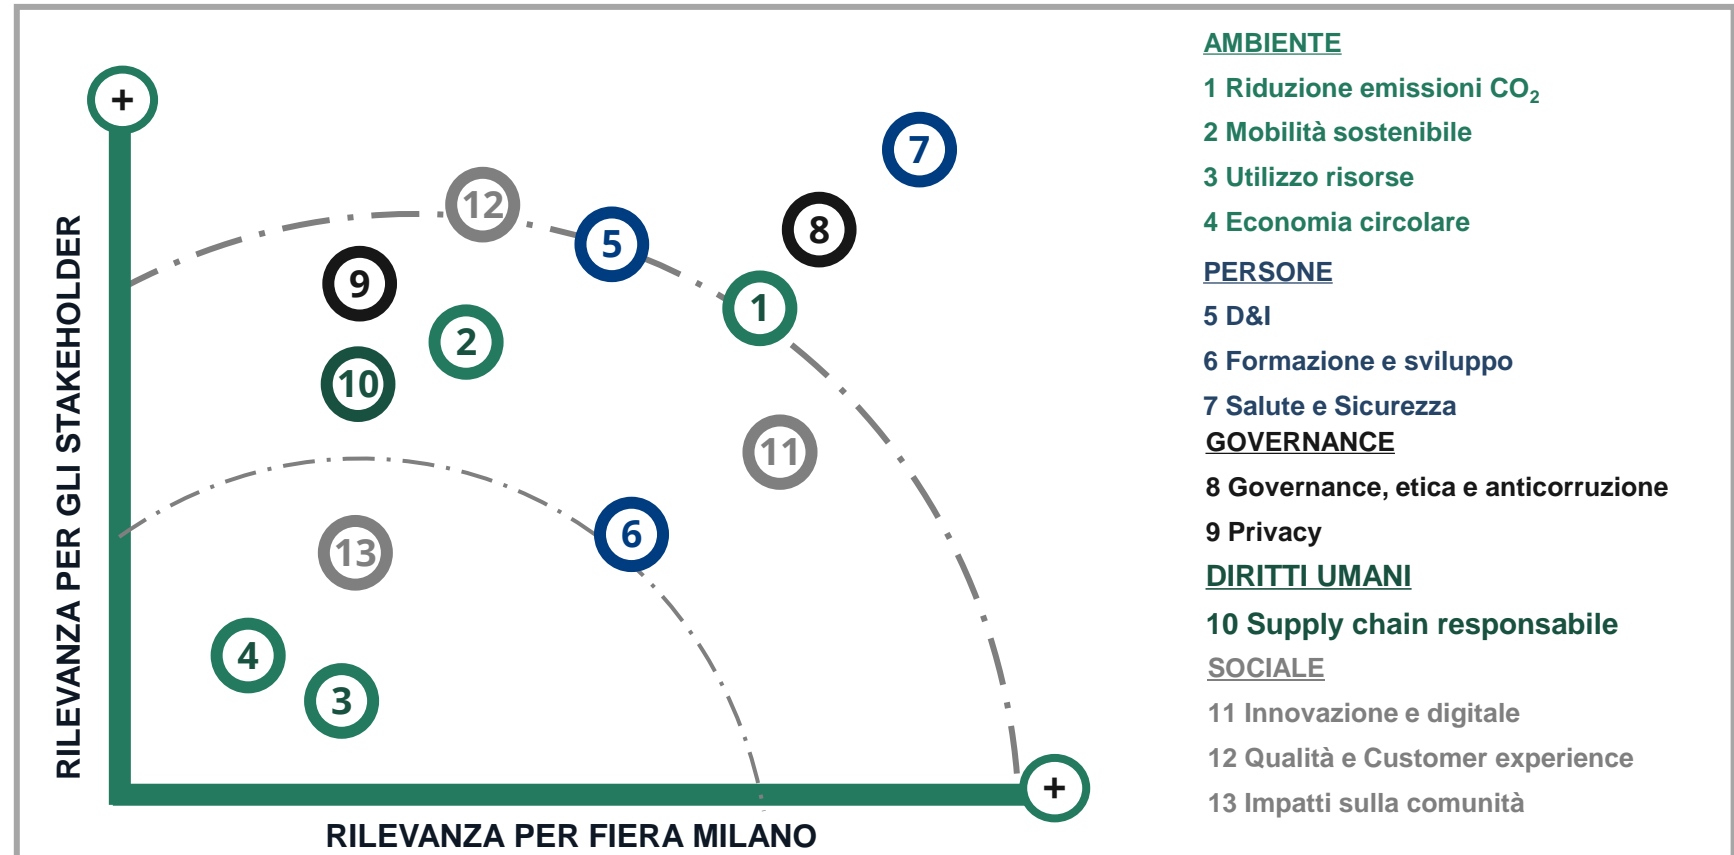 +
RILEVANZA PER GLI STAKEHOLDER
7
12
8
5
9
1
2
10
11
6
13
4
3
+
RILEVANZA PER FIERA MILANO
AMBIENTE
1 Riduzione emissioni CO₂
2 Mobilità sostenibile
3 Utilizzo risorse
4 Economia circolare
PERSONE
5 D&I
6 Formazione e sviluppo
7 Salute e Sicurezza
GOVERNANCE
8 Governance, etica e anticorruzione
9 Privacy
DIRITTI UMANI
10 Supply chain responsabile
SOCIALE
11 Innovazione e digitale
12 Qualità e Customer experience
13 Impatti sulla comunità